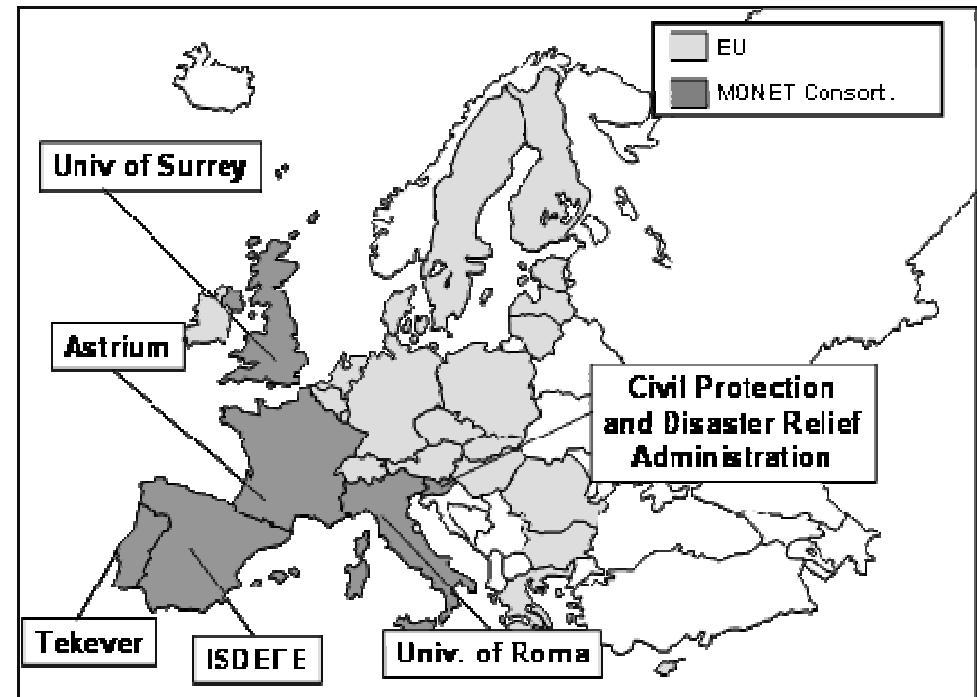 EU
MONET Consort.
Univ of Surrey
Astrium
Civil Protection
and Disaster Relief
Administration
Tekever
ISDEFE
Univ. of Roma